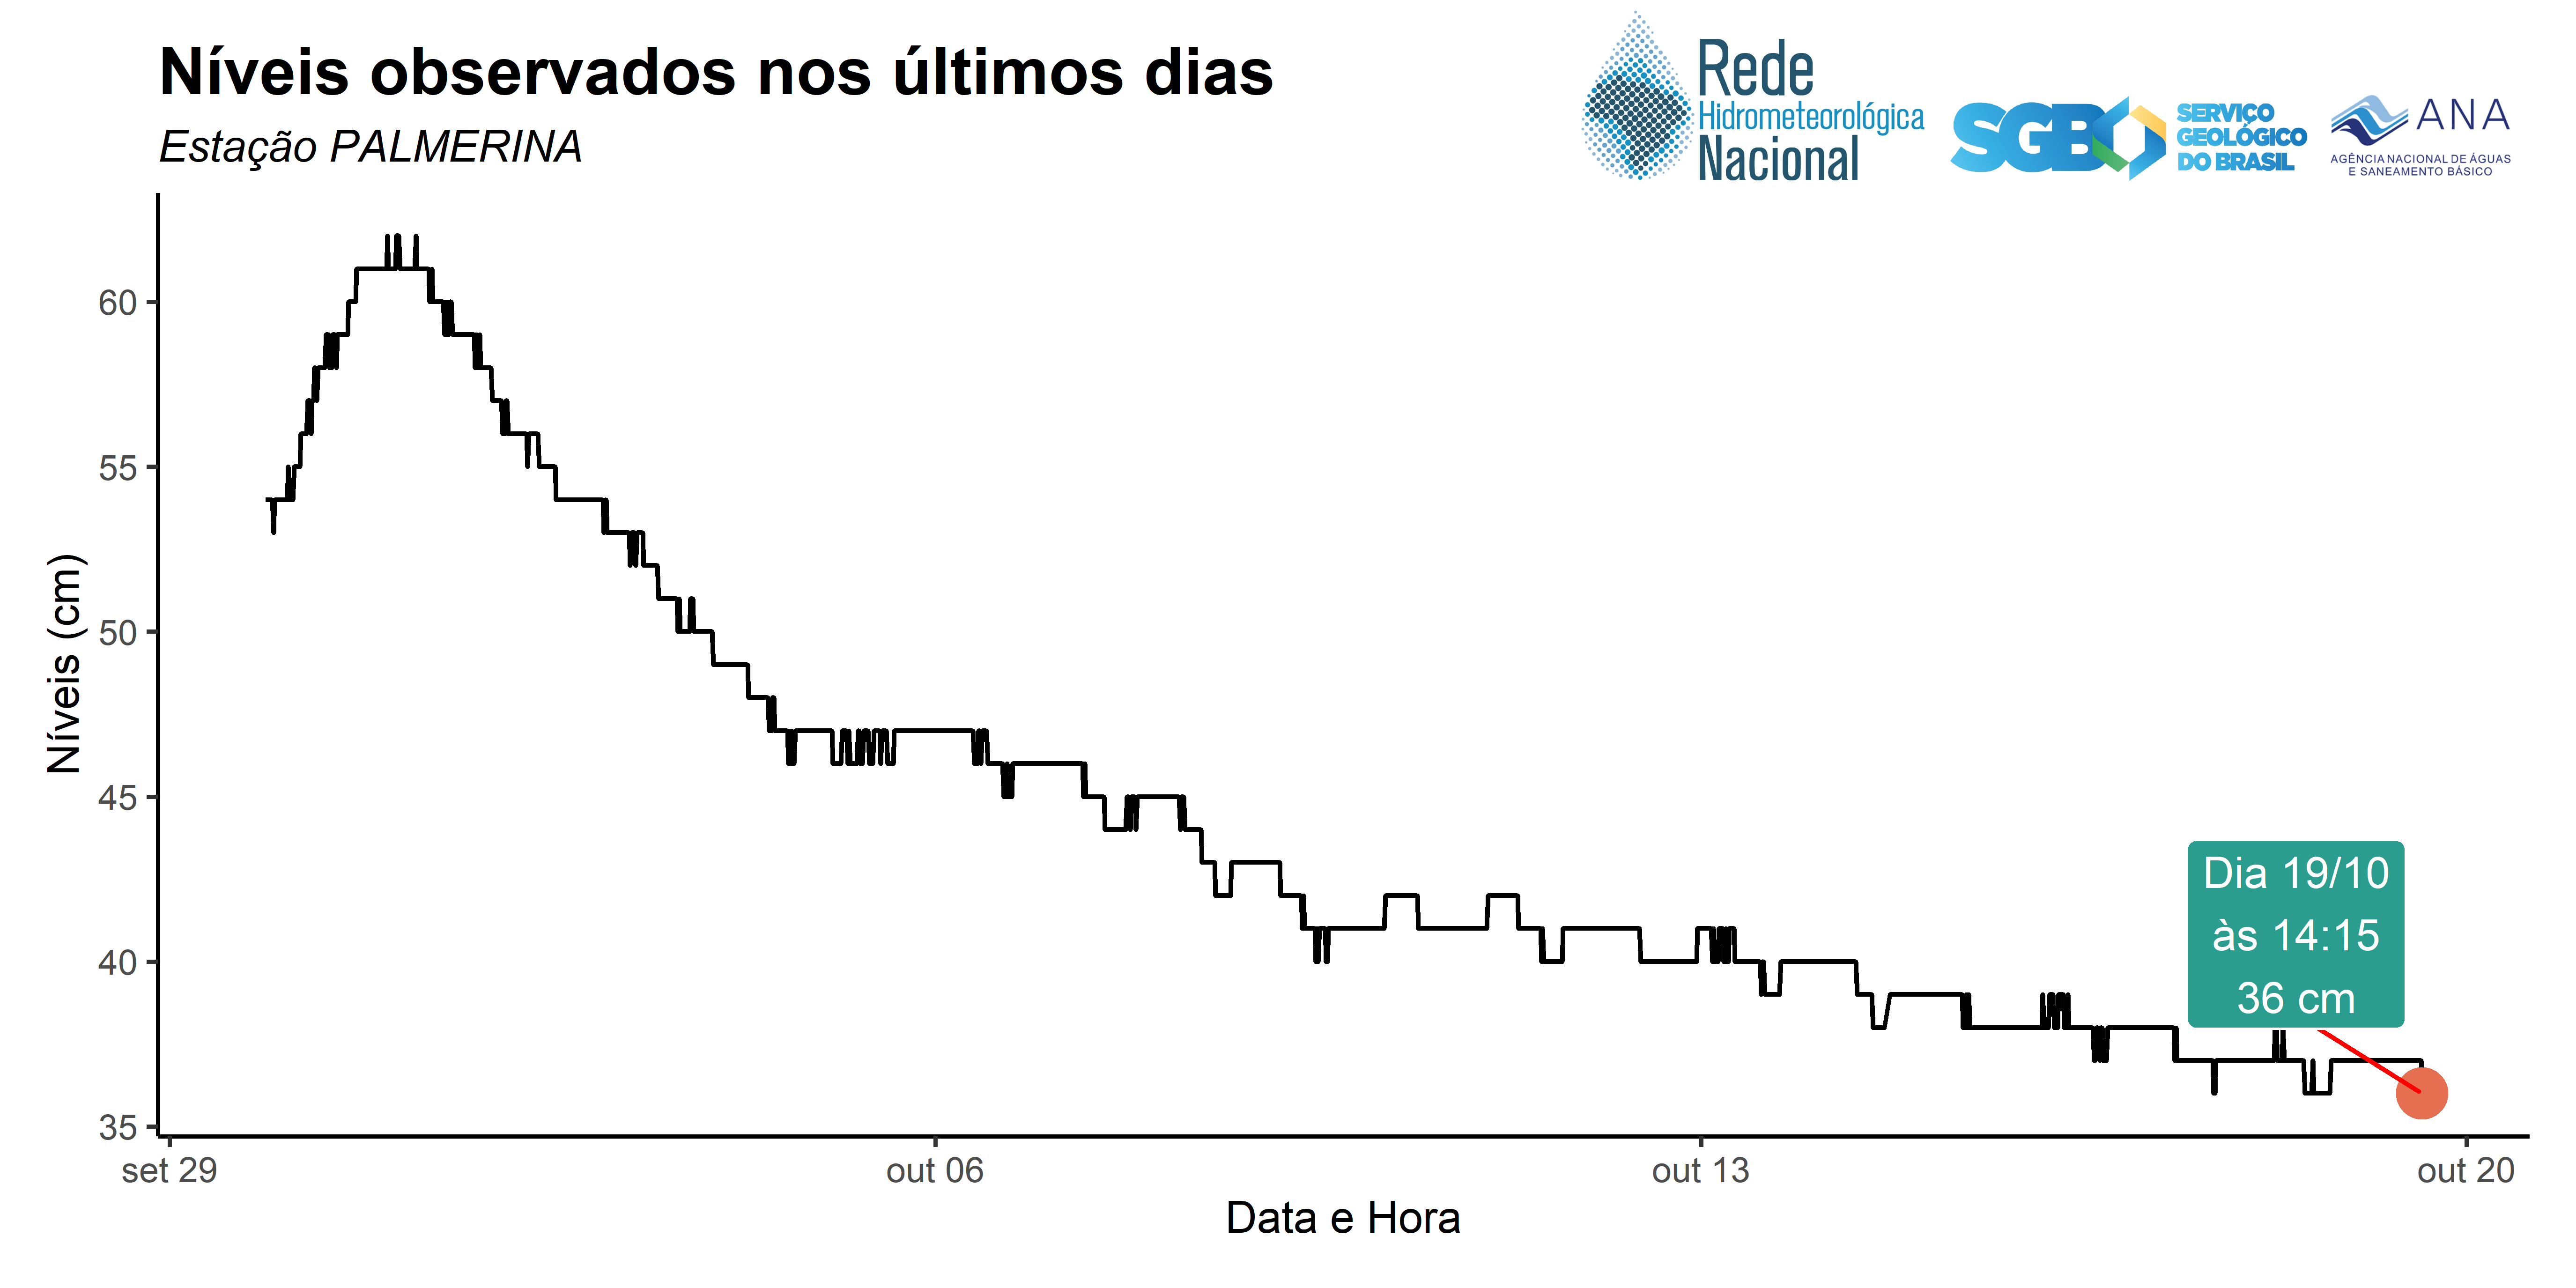 Níveis observados nos últimos dias
Estação PALMERINA
Rede
Hidrometeorológica
Nacional
SGB
SERVIÇO
GEOLÓGICO
DO BRASIL
ANA
AGÊNCIA NACIONAL DE ÁGUAS
E SANEAMENTO BÁSICO
Níveis (cm)
60
55
50
45
40
35
Dia 19/10
às 14:15
36 cm
set 29
out 06
out 13
out 20
Data e Hora